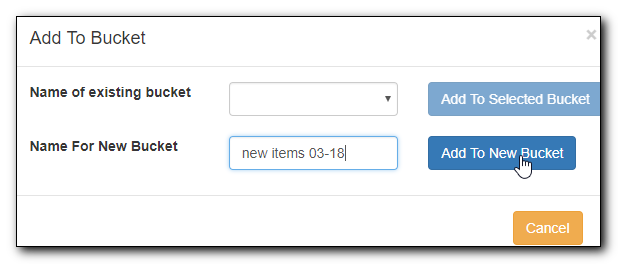 Add To Bucket ×
Name of existing bucket Add To Selected Bucket
Name For New Bucket new items 03-18 Add To New Bucket
Cancel